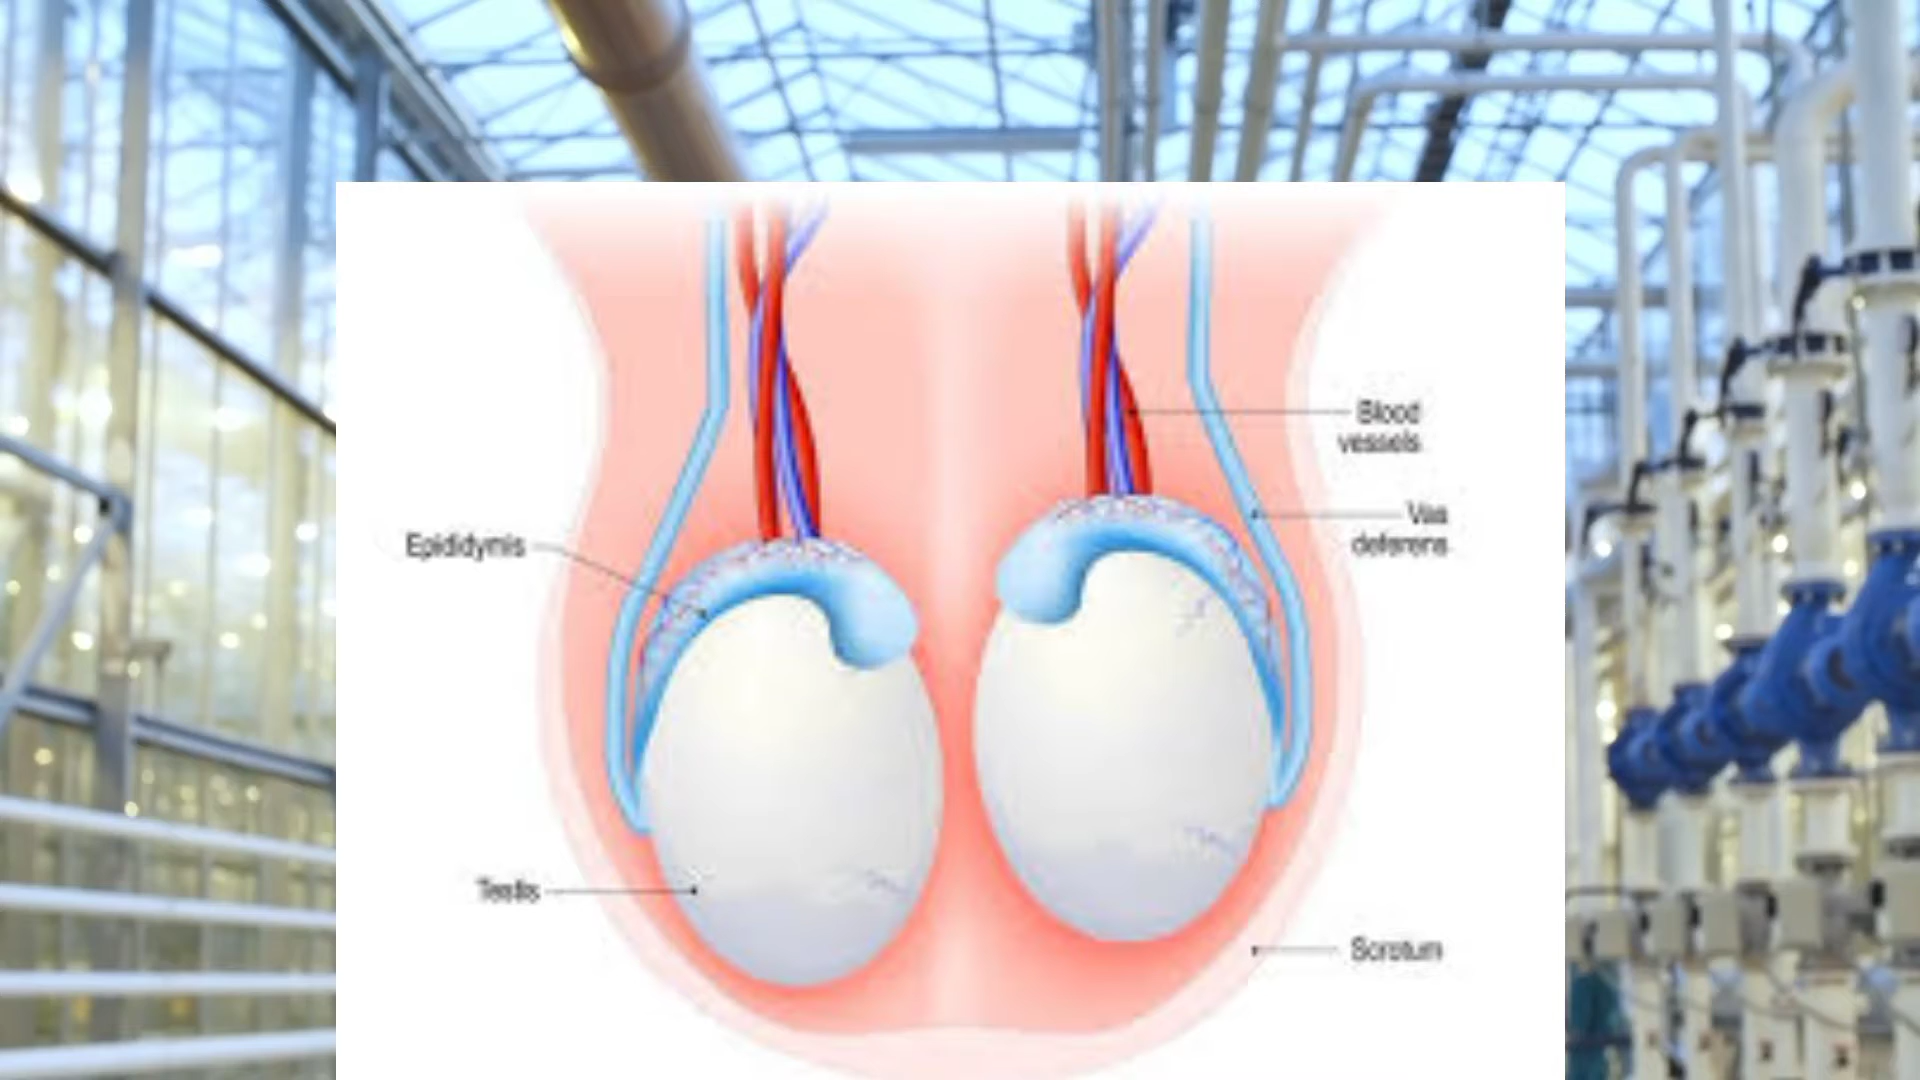 Blood
vessels
Vas
deferens
Epididymis
Testis
Scrotum